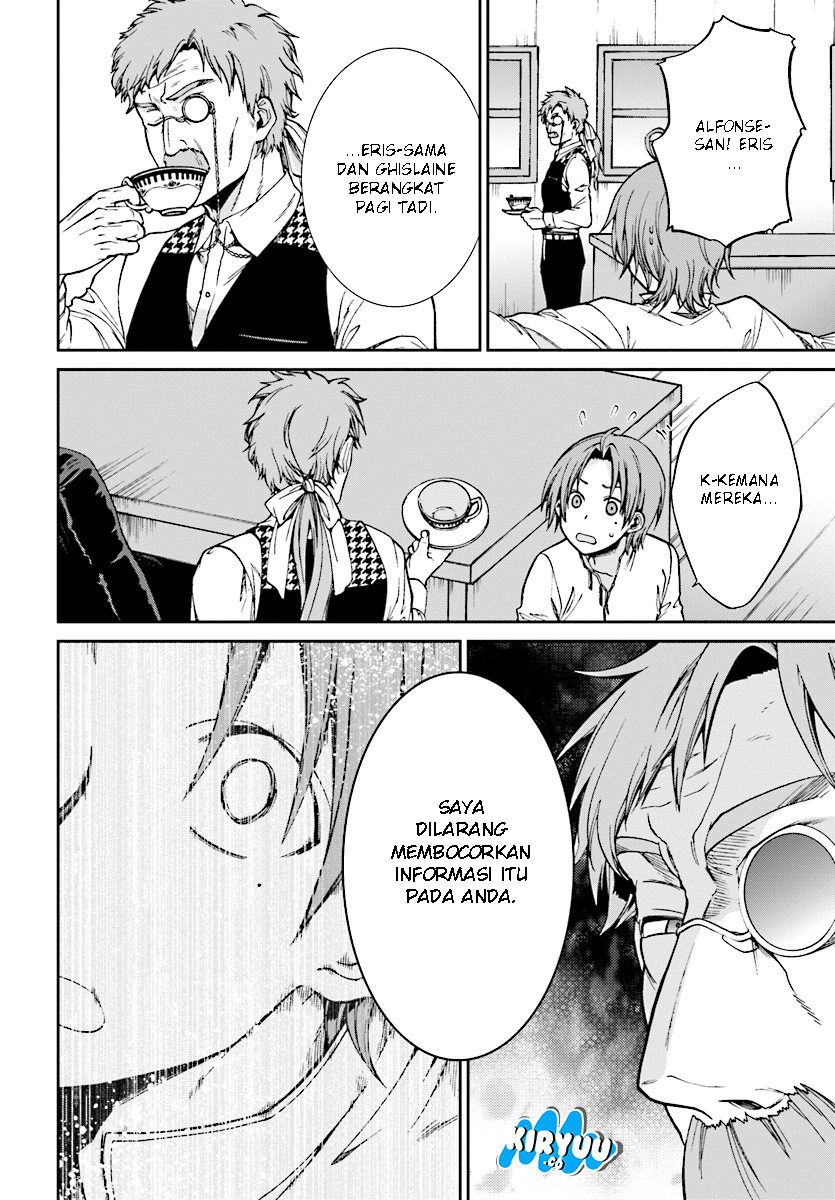 ALFONSE-
SAN! ERIS
...
...ERIS-SAMA
DAN GHISLAINE
BERANGKAT
PAGI TADI.
K-KEMANA
MEREKA...
SAYA
DILARANG
MEMBOCORKAN
INFORMASI ITU
PADA ANDA.
KIRYUU
.CO